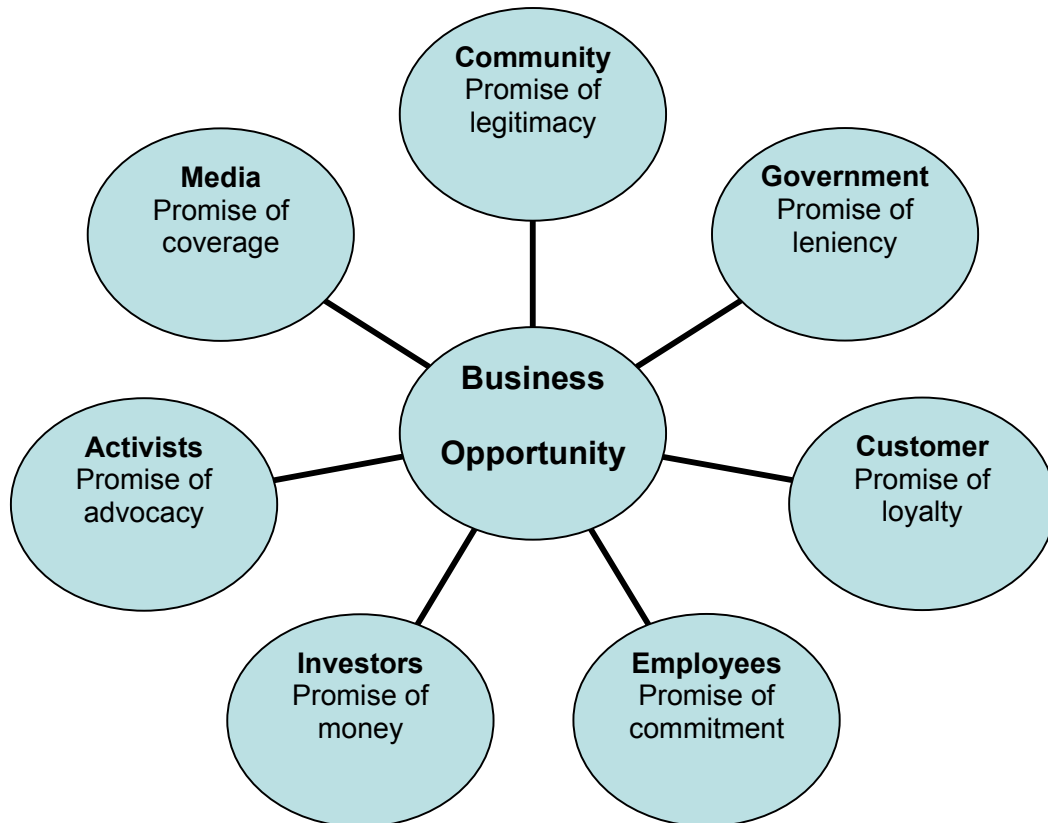 Community
Promise of
legitimacy
Media
Promise of
coverage
Government
Promise of
leniency
Business
Opportunity
Activists
Promise of
advocacy
Customer
Promise of
loyalty
Investors
Promise of
money
Employees
Promise of
commitment